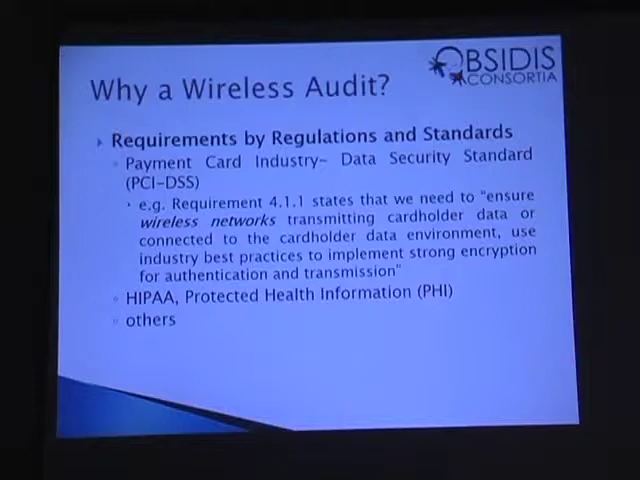 OBSIDIS
CONSORTIA
Why a Wireless Audit?
Requirements by Regulations and Standards
Payment Card Industry– Data Security Standard
(PCI-DSS)
e.g. Requirement 4.1.1 states that we need to “ensure
wireless networks transmitting cardholder data or
connected to the cardholder data environment, use
industry best practices to implement strong encryption
for authentication and transmission”
HIPAA, Protected Health Information (PHI)
others